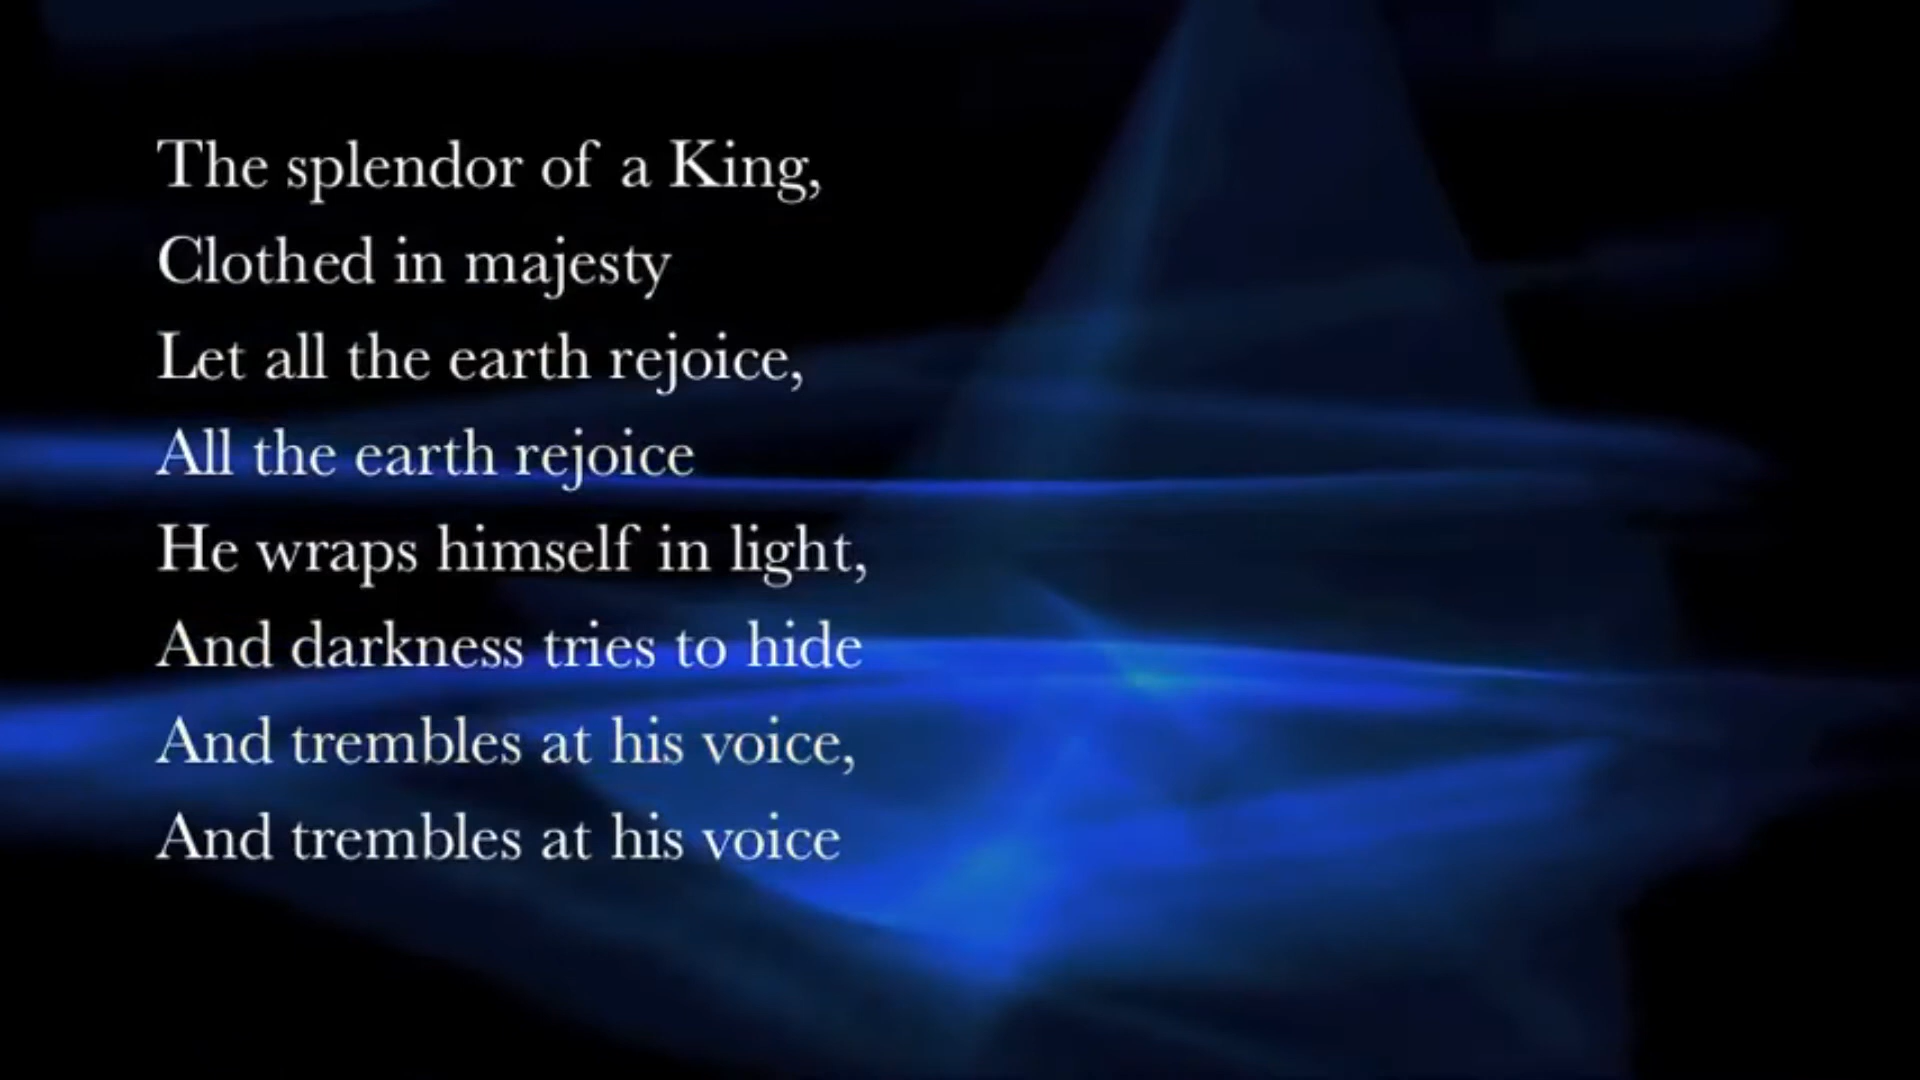 The splendor of a King,
Clothed in majesty
Let all the earth rejoice,
All the earth rejoice
He wraps himself in light,
And darkness tries to hide
And trembles at his voice,
And trembles at his voice